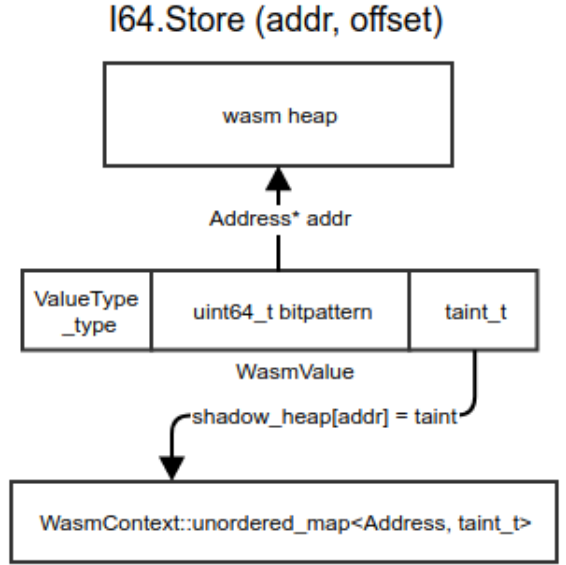 I64.Store (addr, offset)
wasm heap
Address* addr
ValueType
_type
uint64_t bitpattern
taint_t
WasmValue
shadow_heap[addr] = taint
WasmContext::unordered_map<Address, taint_t>